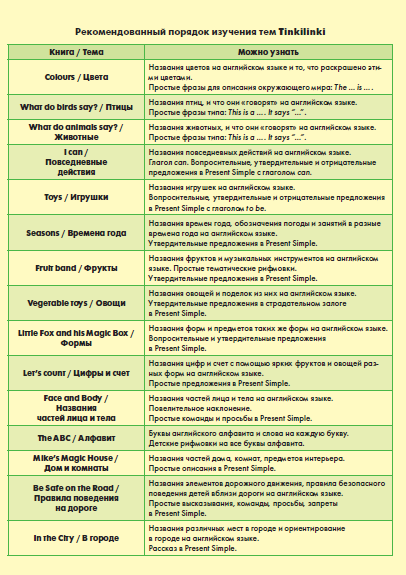 Рекомендованный порядок изучения тем Tinkilinki
Книга / Тема
Можно узнать
Colours / Цвета
Названия цветов на английском языке и то, что раскрашено эти-
ми цветами.
Простые фразы для описания окружающего мира: The ... is ... .
What do birds say? / Птицы
Названия птиц, и что они «говорят» на английском языке.
Простые фразы типа: This is a ... . It says "...".
What do animals say? /
Животные
Названия животных, и что они «говорят» на английском языке.
Простые фразы типа: This is a ... . It says "...".
I can /
Повседневные
действия
Названия повседневных действий на английском языке.
Глагол can. Вопросительные, утвердительные и отрицательные
предложения в Present Simple с глаголом can.
Toys / Игрушки
Названия игрушек на английском языке.
Вопросительные, утвердительные и отрицательные предложения
в Present Simple с глаголом to be.
Seasons / Времена года
Названия времен года, обозначения погоды и занятий в разные
времена года на английском языке.
Утвердительные предложения в Present Simple.
Fruit band / Фрукты
Названия фруктов и музыкальных инструментов на английском
языке. Простые тематические рифмовки.
Утвердительные предложения в Present Simple.
Vegetable toys / Овощи
Названия овощей и поделок из них на английском языке.
Утвердительные предложения в страдательном залоге
в Present Simple.
Little Fox and his Magic Box /
Формы
Названия форм и предметов таких же форм на английском языке.
Вопросительные и утвердительные предложения
в Present Simple.
Let's count / Цифры и счет
Названия цифр и счет с помощью ярких фруктов и овощей раз-
ных форм на английском языке.
Простые предложения в Present Simple.
Face and Body /
Названия
частей лица и тела
Названия частей лица и тела на английском языке.
Повелительное наклонение.
Простые команды и просьбы в Present Simple.
The ABC / Алфавит
Буквы английского алфавита и слова на каждую букву.
Детские рифмовки на все буквы алфавита.
Mike's Magic House /
Дом и комнаты
Названия частей дома, комнат, предметов интерьера.
Простые описания в Present Simple.
Be Safe on the Road /
Правила поведения
на дороге
Названия элементов дорожного движения, правила безопасного
поведения детей вблизи дороги на английском языке.
Простые высказывания, команды, просьбы, запреты
в Present Simple.
In the City / В городе
Названия различных мест в городе и ориентирование
в городе на английском языке.
Рассказ в Present Simple.